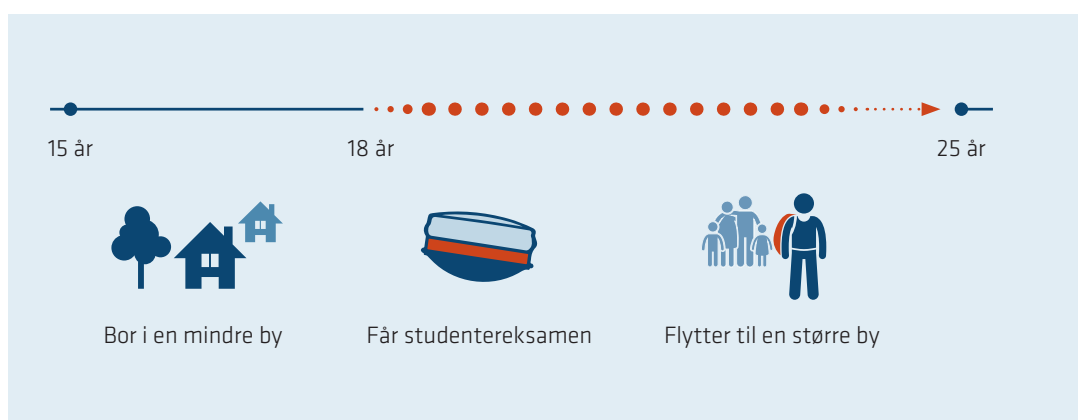 15 år
18 år
25 år
Bor i en mindre by
Får studentereksamen
Flytter til en større by